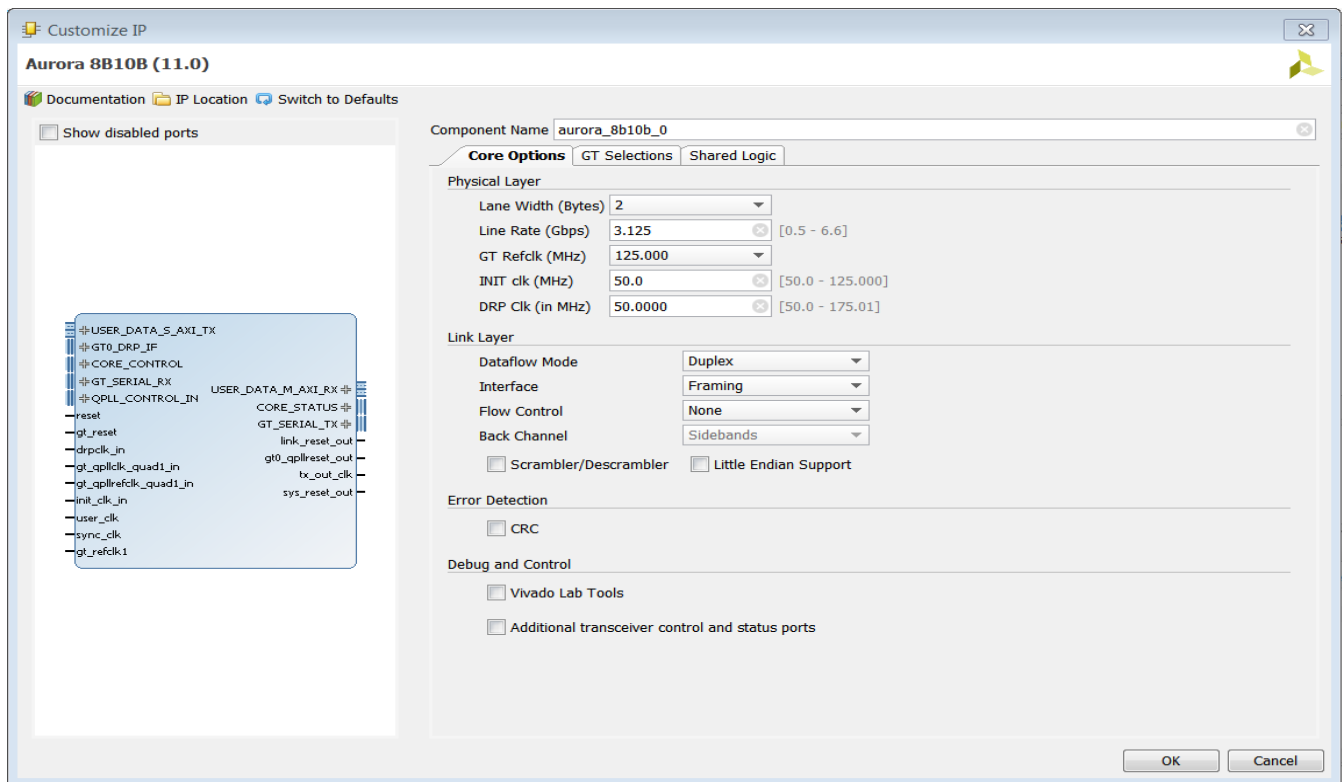 Customize IP
Aurora 8B10B (11.0)
Documentation IP Location Switch to Defaults
Show disabled ports
USER_DATA_S_AXI_TX
GT0_DRP_IF
CORE_CONTROL
GT_SERIAL_RX
QPLL_CONTROL_IN
reset
gt_reset
drpclk_in
gt_qpllclk_quad1_in
gt_qpllrefclk_quad1_in
init_clk_in
user_clk
sync_clk
gt_refclk1
USER_DATA_M_AXI_RX
CORE_STATUS
GT_SERIAL_TX
link_reset_out
gt0_qpllreset_out
tx_out_clk
sys_reset_out
Component Name aurora_8b10b_0
Core Options GT Selections Shared Logic
Physical Layer
Lane Width (Bytes) 2
Line Rate (Gbps) 3.125 [0.5 - 6.6]
GT Refclk (MHz) 125.000
INIT clk (MHz) 50.0 [50.0 - 125.000]
DRP Clk (in MHz) 50.0000 [50.0 - 175.01]
Link Layer
Dataflow Mode Duplex
Interface Framing
Flow Control None
Back Channel Sidebands
Scrambler/Descrambler Little Endian Support
Error Detection
CRC
Debug and Control
Vivado Lab Tools
Additional transceiver control and status ports
OK Cancel